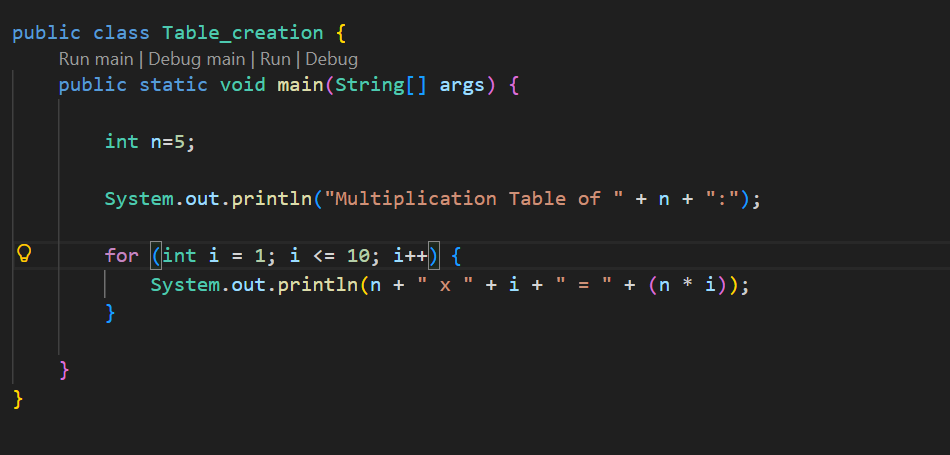 public class Table_creation {
Run main | Debug main | Run | Debug
public static void main(String[] args) {
int n=5;
System.out.println("Multiplication Table of " + n + ":");
for (int i = 1; i <= 10; i++) {
System.out.println(n + " x " + i + " = " + (n * i));
}
}
}